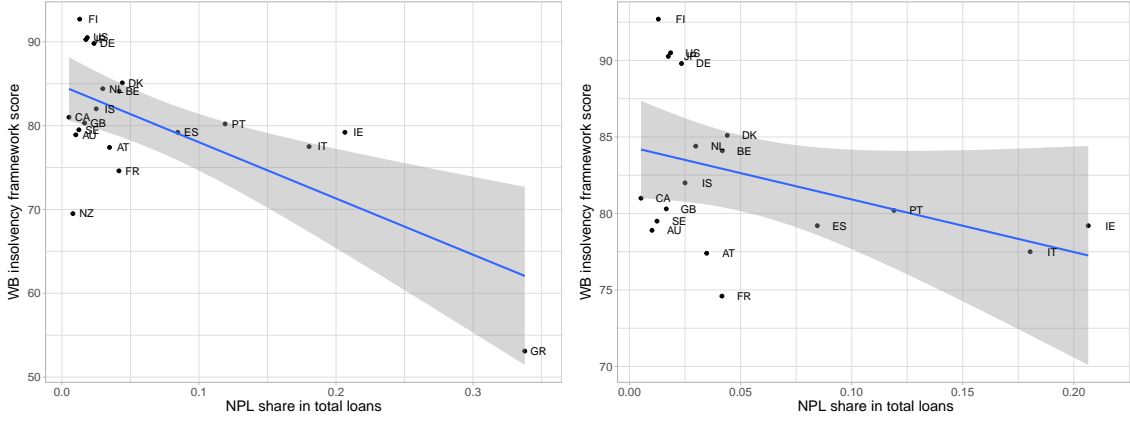 FI
US
JP
DE
90
DK
NL
BE
IS
CA
GB
80
SE
AU
ES
PT
IE
IT
AT
FR
70
NZ
60
GR
50
0.0
0.1
0.2
0.3
NPL share in total loans
WB insolvency framnework score
FI
90
US
JP
DE
85
DK
NL
BE
IS
CA
80
GB
SE
AU
PT
ES
IE
IT
AT
75
FR
70
0.00
0.05
0.10
0.15
0.20
NPL share in total loans
WB insolvency framnework score